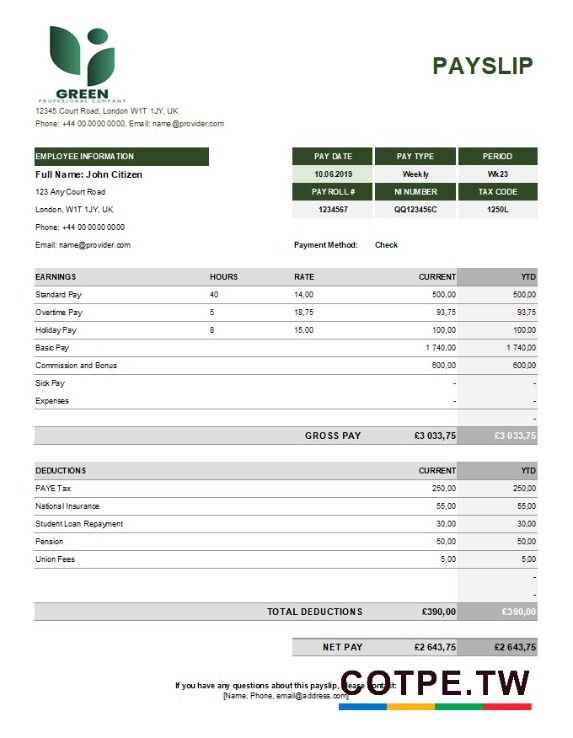 PAYSLIP
GREEN
PROFESIONAL COMPANY
12345 Court Road, London W1T 1JY, UK
Phone: +44 00 0000 0000, Email: name@provider.com
EMPLOYEE INFORMATION PAY DATE PAY TYPE PERIOD
Full Name: John Citizen 10.06.2019 Weekly Wk23
123 Any Court Road PAYROLL # NI NUMBER TAX CODE
London, W1T 1JY, UK 1234567 QQ123456C 1250L
Phone: +44 00 0000 0000
Email: name@provider.com Payment Method: Check
EARNINGS HOURS RATE CURRENT YTD
Standard Pay 40 14,00 500,00 500,00
Overtime Pay 5 18,75 93,75 93,75
Holiday Pay 8 15,00 100,00 100,00
Basic Pay 1 740,00 1 740,00
Commission and Bonus 600,00 600,00
Sick Pay - -
Expenses - -
-
GROSS PAY £3 033,75 £3 033,75
DEDUCTIONS CURRENT YTD
PAYE Tax 250,00 250,00
National Insurance 55,00 55,00
Student Loan Repayment 30,00 30,00
Pension 50,00 50,00
Union Fees 5,00 5,00
-
-
TOTAL DEDUCTIONS £390,00 £390,00
NET PAY £2 643,75 £2 643,75
If you have any questions about this payslip, please contact:
[Name, Phone, email@address.com]
COTPE.TW